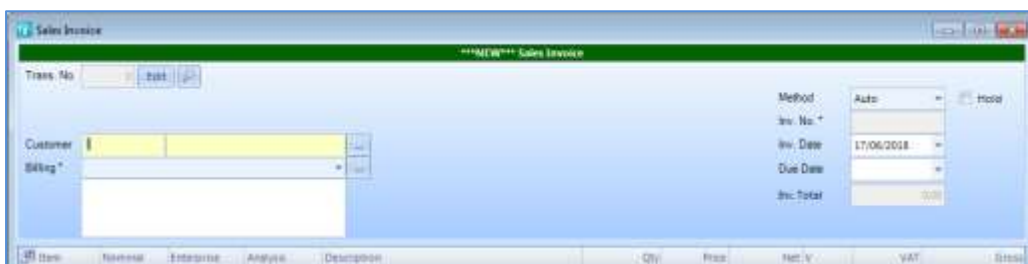 Sales Invoice
***NEW*** Sales Invoice
Trans. No 0 Edit
Method Auto Hold
Inv. No. *
Customer
Inv. Date 17/06/2018
Billing *
Due Date
Inv. Total 0.00
Item Nominal Enterprise Analysis Description Qty Price Net V VAT Gross